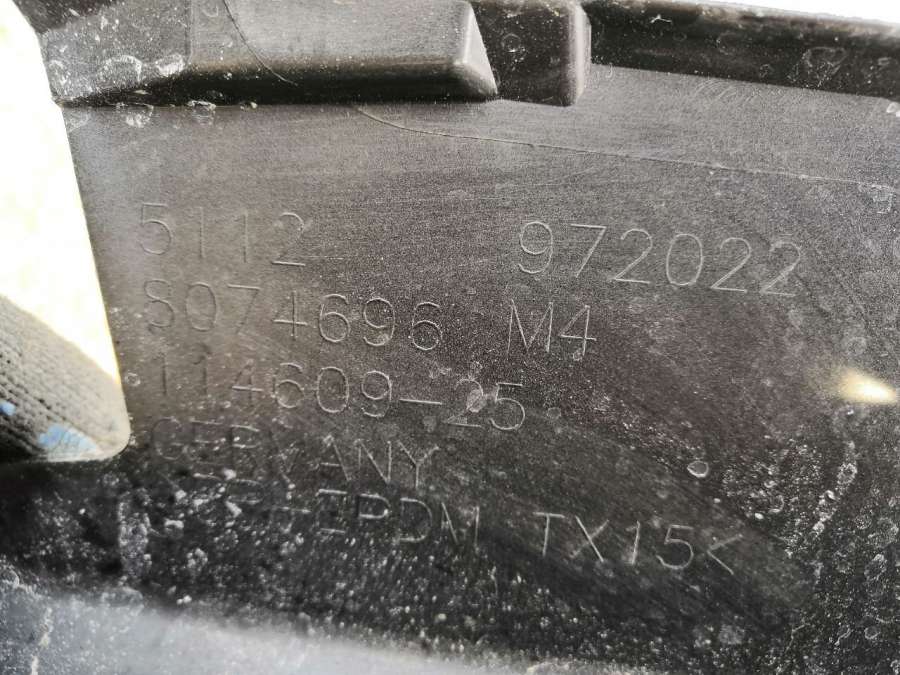 5112 972022
8074696 M4
114609-25
GERMANY
EPDM TX15<